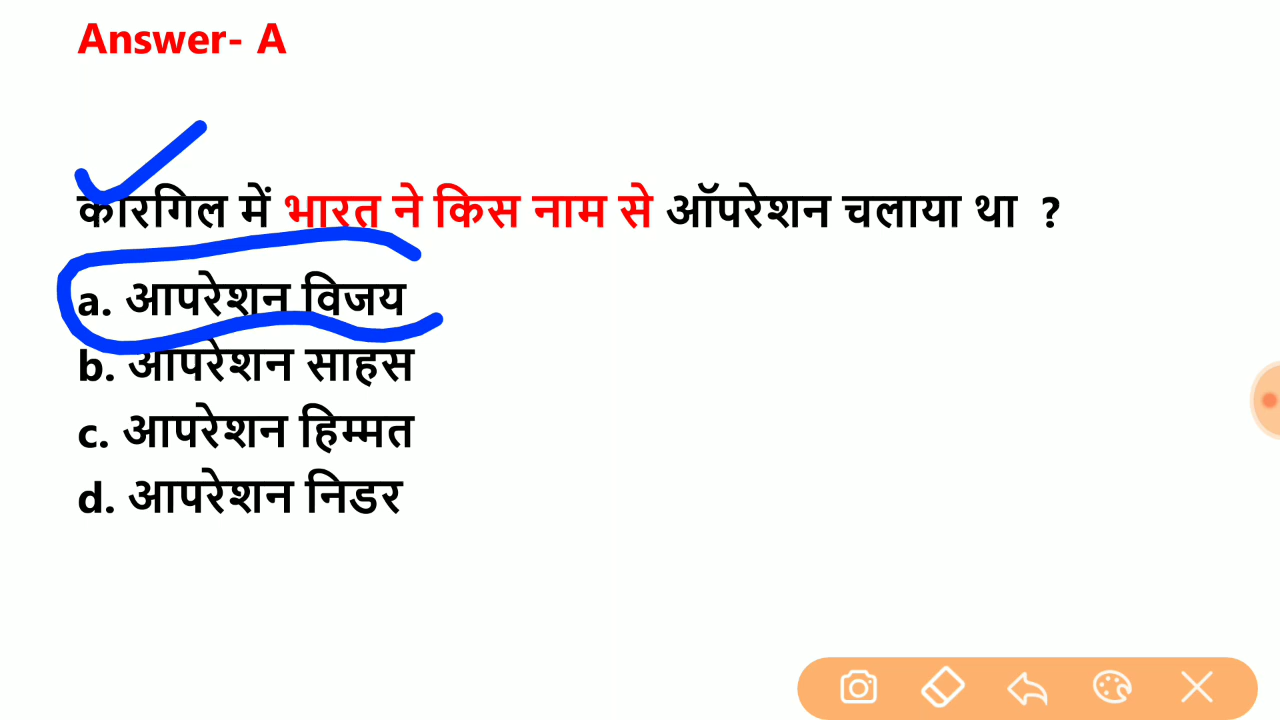 Answer- A
कारगिल में भारत ने किस नाम से ऑपरेशन चलाया था ?
a. आपरेशन विजय
b. आपरेशन साहस
c. आपरेशन हिम्मत
d. आपरेशन निडर